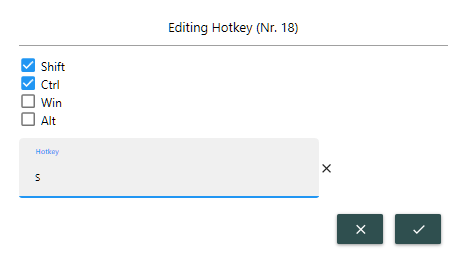 Editing Hotkey (Nr. 18)
Shift
Ctrl
Win
Alt
Hotkey
S